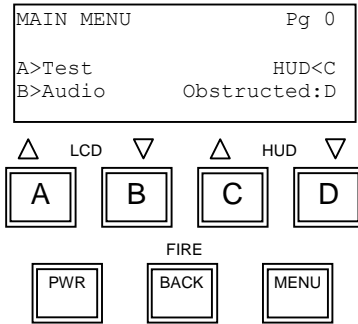 MAIN MENU Pg 0
A>Test HUD<C
B>Audio Obstructed:D
LCD HUD
A B C D
FIRE
PWR BACK MENU